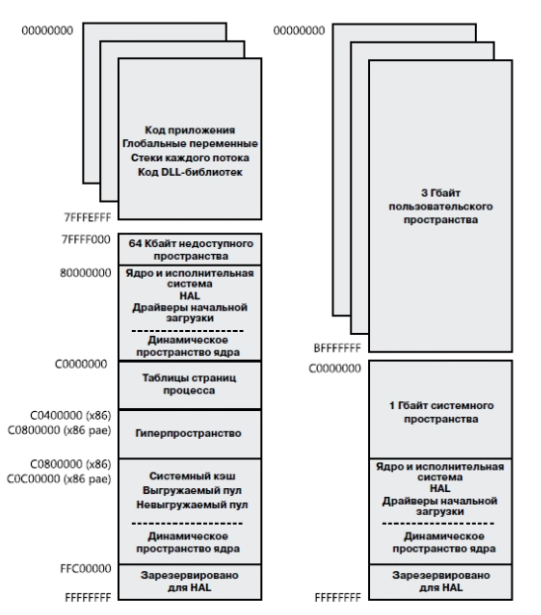 00000000
Код приложения
Глобальные переменные
Стеки каждого потока
Код DLL-библиотек
7FFFEFFF
7FFFF000
64 Кбайт недоступного
пространства
80000000
Ядро и исполнительная
система
HAL
Драйверы начальной
загрузки
Динамическое
пространство ядра
C0000000
Таблицы страниц
процесса
C0400000 (x86)
C0800000 (x86 pae)
Гиперпространство
C0800000 (x86)
C0C00000 (x86 pae)
Системный кэш
Выгружаемый пул
Невыгружаемый пул
Динамическое
пространство ядра
FFC00000
Зарезервировано
для HAL
FFFFFFFF
00000000
3 Гбайт
пользовательского
пространства
BFFFFFFF
C0000000
1 Гбайт системного
пространства
Ядро и исполнительная
система
HAL
Драйверы начальной
загрузки
Динамическое
пространство ядра
Зарезервировано
для HAL
FFFFFFFF